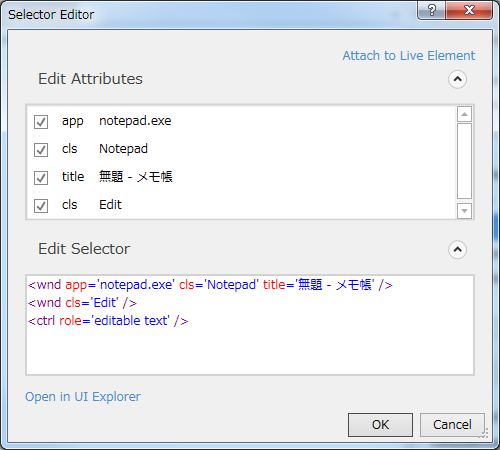 Selector Editor
?
Attach to Live Element
Edit Attributes
app notepad.exe
cls Notepad
title 無題 - メモ帳
cls Edit
Edit Selector
<wnd app='notepad.exe' cls='Notepad' title='無題 - メモ帳' />
<wnd cls='Edit' />
<ctrl role='editable text' />
Open in UI Explorer
OK Cancel